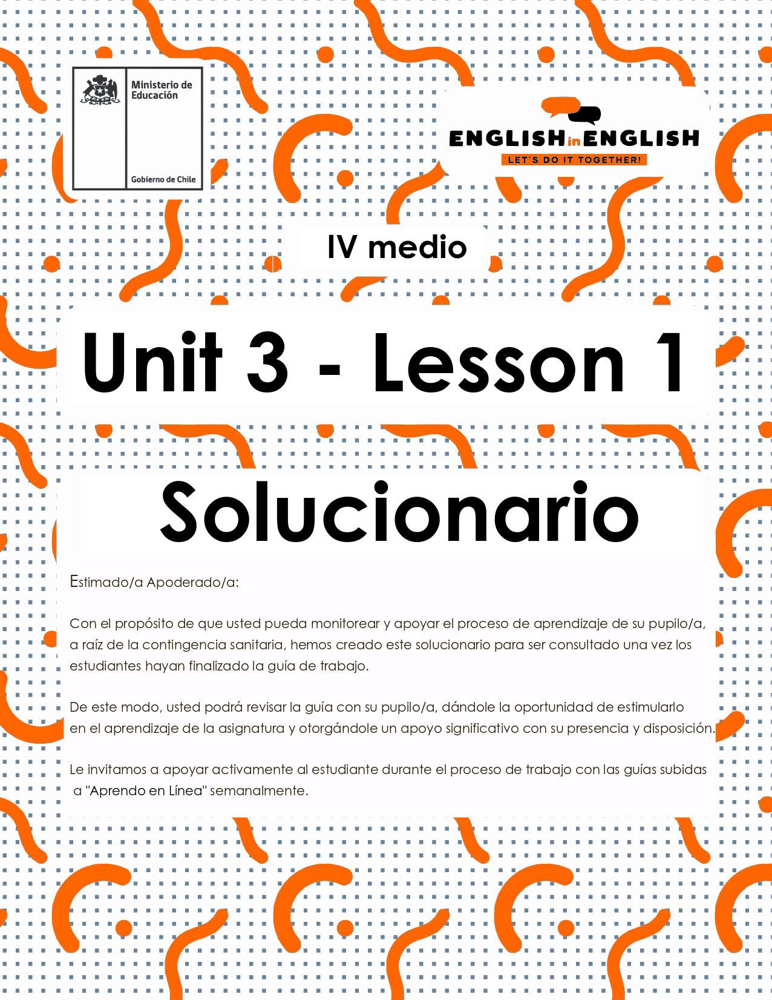 Ministerio de
Educación
Gobierno de Chile
ENGLISH in ENGLISH
LET'S DO IT TOGETHER!
IV medio
Unit 3 - Lesson 1
Solucionario
Estimado/a Apoderado/a:
Con el propósito de que usted pueda monitorear y apoyar el proceso de aprendizaje de su pupilo/a,
a raíz de la contingencia sanitaria, hemos creado este solucionario para ser consultado una vez los
estudiantes hayan finalizado la guía de trabajo.
De este modo, usted podrá revisar la guía con su pupilo/a, dándole la oportunidad de estimularlo
en el aprendizaje de la asignatura y otorgándole un apoyo significativo con su presencia y disposición.
Le invitamos a apoyar activamente al estudiante durante el proceso de trabajo con las guías subidas
a "Aprendo en Línea" semanalmente.